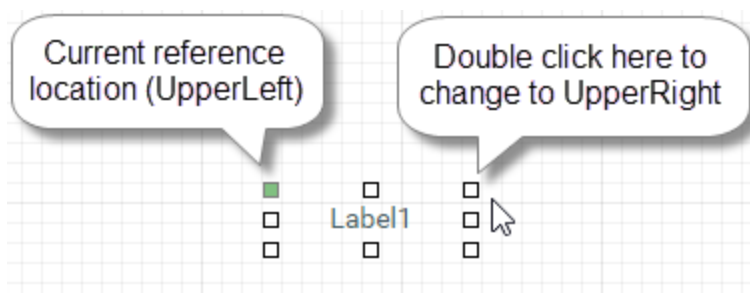 Current reference
location (UpperLeft)
Double click here to
change to UpperRight
Label1